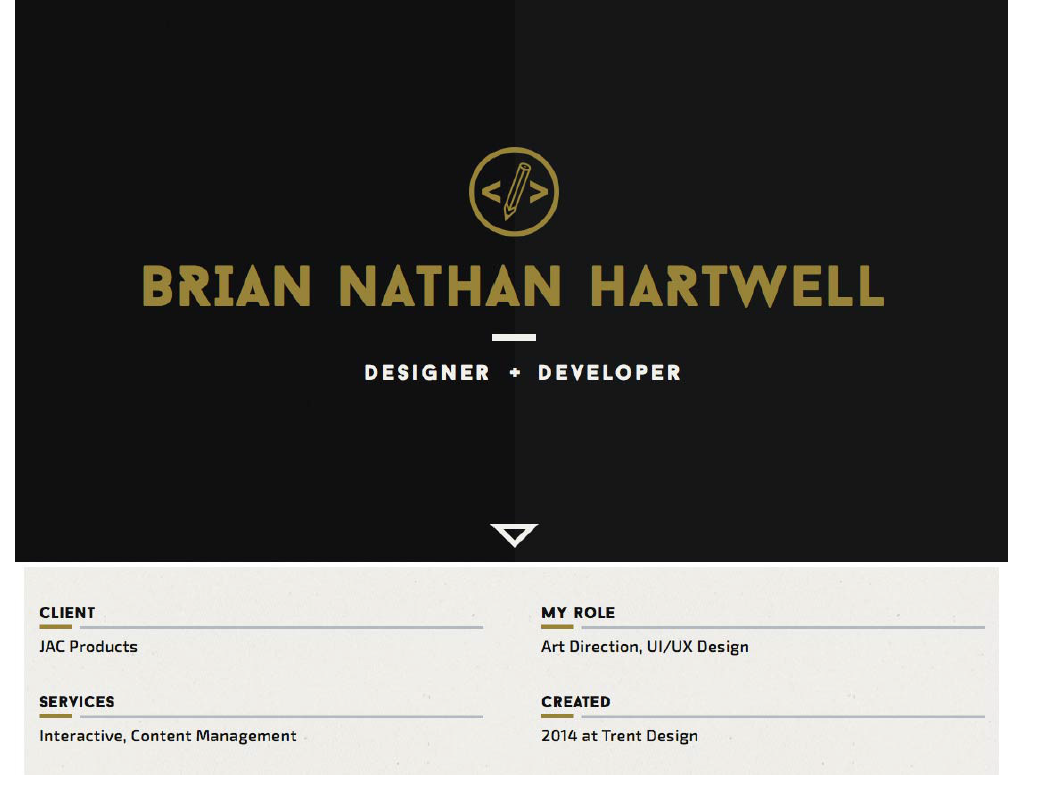 BRIAN NATHAN HARTWELL
DESIGNER + DEVELOPER
CLIENT
JAC Products
MY ROLE
Art Direction, UI/UX Design
SERVICES
Interactive, Content Management
CREATED
2014 at Trent Design